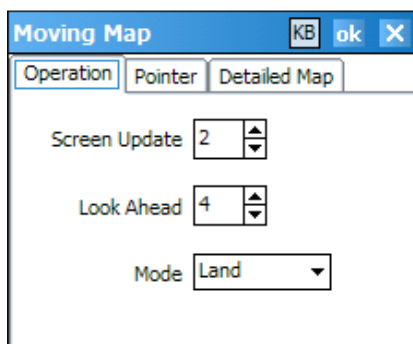 Moving Map KB ok X
Operation Pointer Detailed Map
Screen Update 2
Look Ahead 4
Mode Land